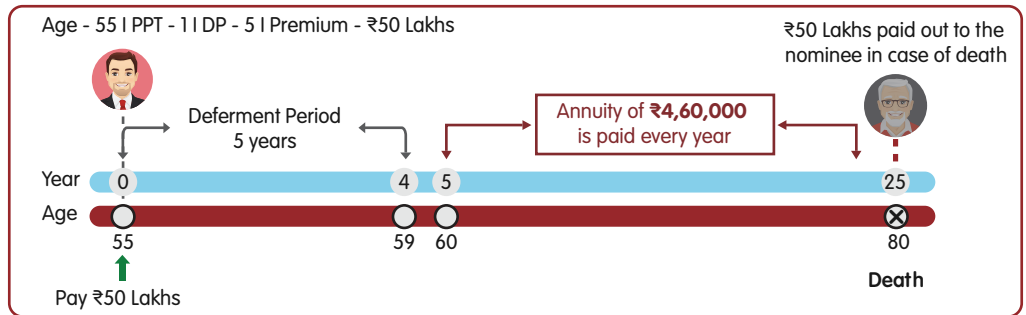 Age - 55 I PPT - 1 I DP - 5 I Premium - ₹50 Lakhs
₹50 Lakhs paid out to the
nominee in case of death
Deferment Period
5 years
Annuity of ₹4,60,000
is paid every year
Year 0 4 5 25
Age
55 59 60 80
Death
Pay ₹50 Lakhs